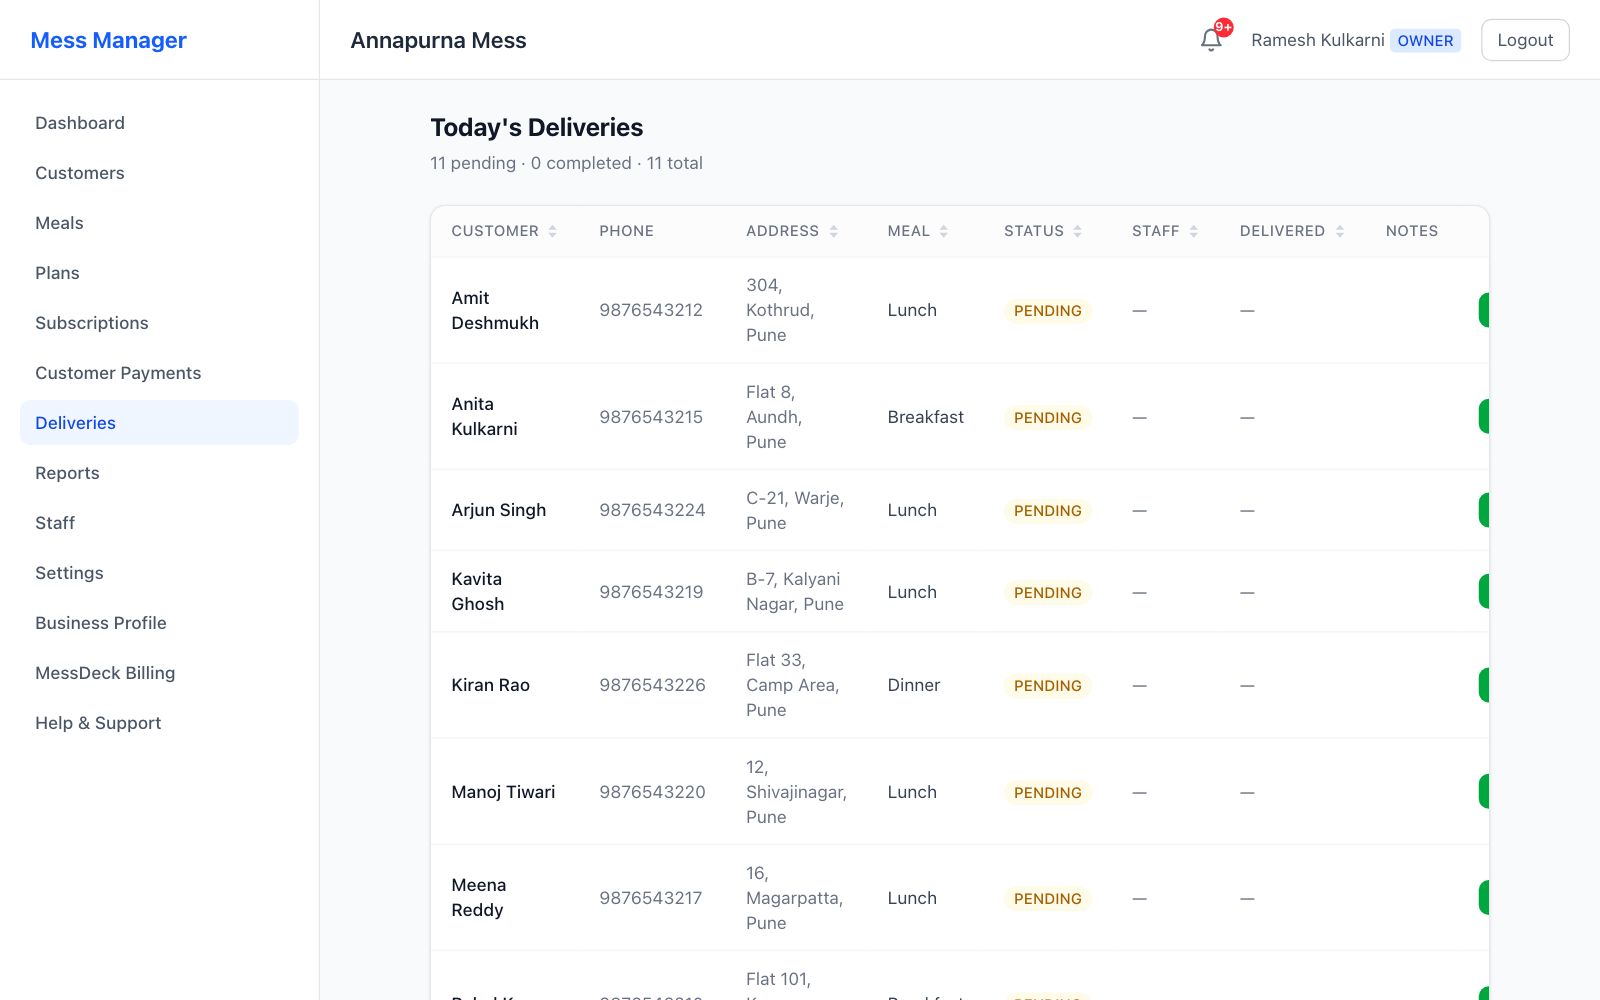 Mess Manager
Annapurna Mess
9+
Ramesh Kulkarni OWNER
Logout
Dashboard
Customers
Meals
Plans
Subscriptions
Customer Payments
Deliveries
Reports
Staff
Settings
Business Profile
MessDeck Billing
Help & Support
Today's Deliveries
11 pending · 0 completed · 11 total
CUSTOMER PHONE ADDRESS MEAL STATUS STAFF DELIVERED NOTES
Amit
Deshmukh
9876543212
304,
Kothrud,
Pune
Lunch
PENDING
—
—
Anita
Kulkarni
9876543215
Flat 8,
Aundh,
Pune
Breakfast
PENDING
—
—
Arjun Singh
9876543224
C-21, Warje,
Pune
Lunch
PENDING
—
—
Kavita
Ghosh
9876543219
B-7, Kalyani
Nagar, Pune
Lunch
PENDING
—
—
Kiran Rao
9876543226
Flat 33,
Camp Area,
Pune
Dinner
PENDING
—
—
Manoj Tiwari
9876543220
12,
Shivajinagar,
Pune
Lunch
PENDING
—
—
Meena
Reddy
9876543217
16,
Magarpatta,
Pune
Lunch
PENDING
—
—
Flat 101,